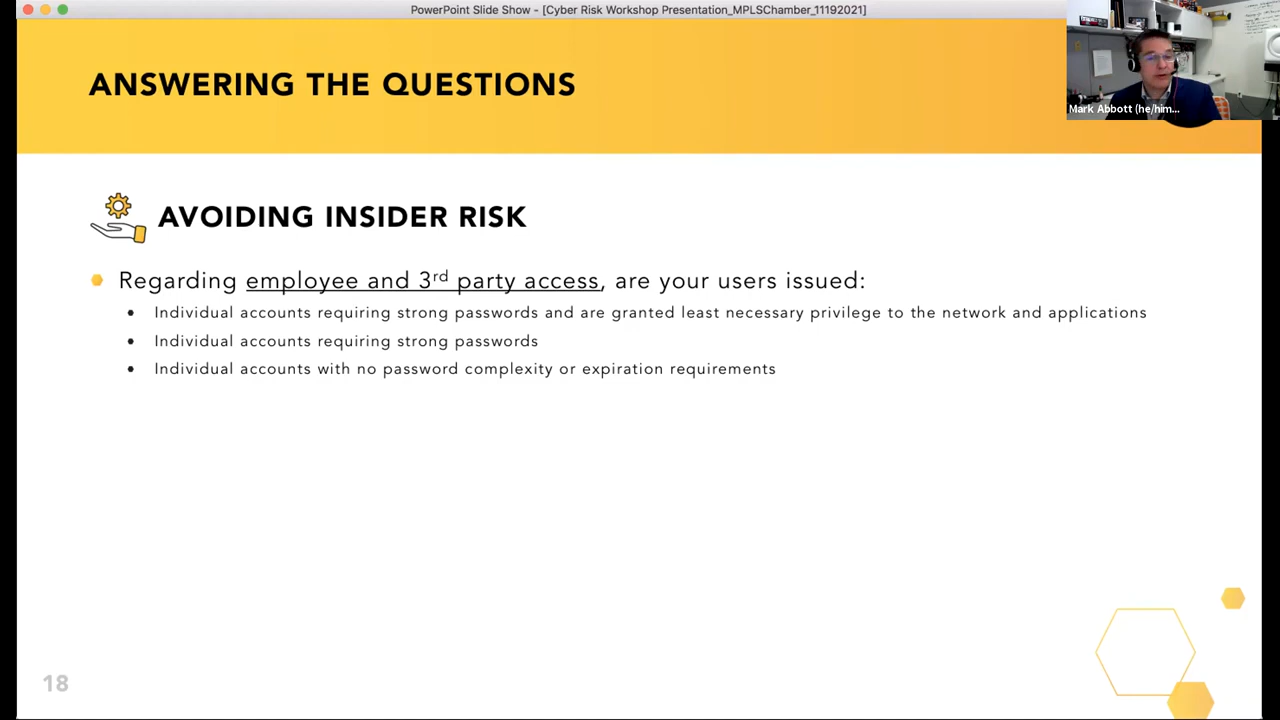 PowerPoint Slide Show - [Cyber Risk Workshop Presentation_MPLSChamber_11192021]
Mark Abbott (he/him...
ANSWERING THE QUESTIONS
AVOIDING INSIDER RISK
Regarding employee and 3rd party access, are your users issued:
Individual accounts requiring strong passwords and are granted least necessary privilege to the network and applications
Individual accounts requiring strong passwords
Individual accounts with no password complexity or expiration requirements
18